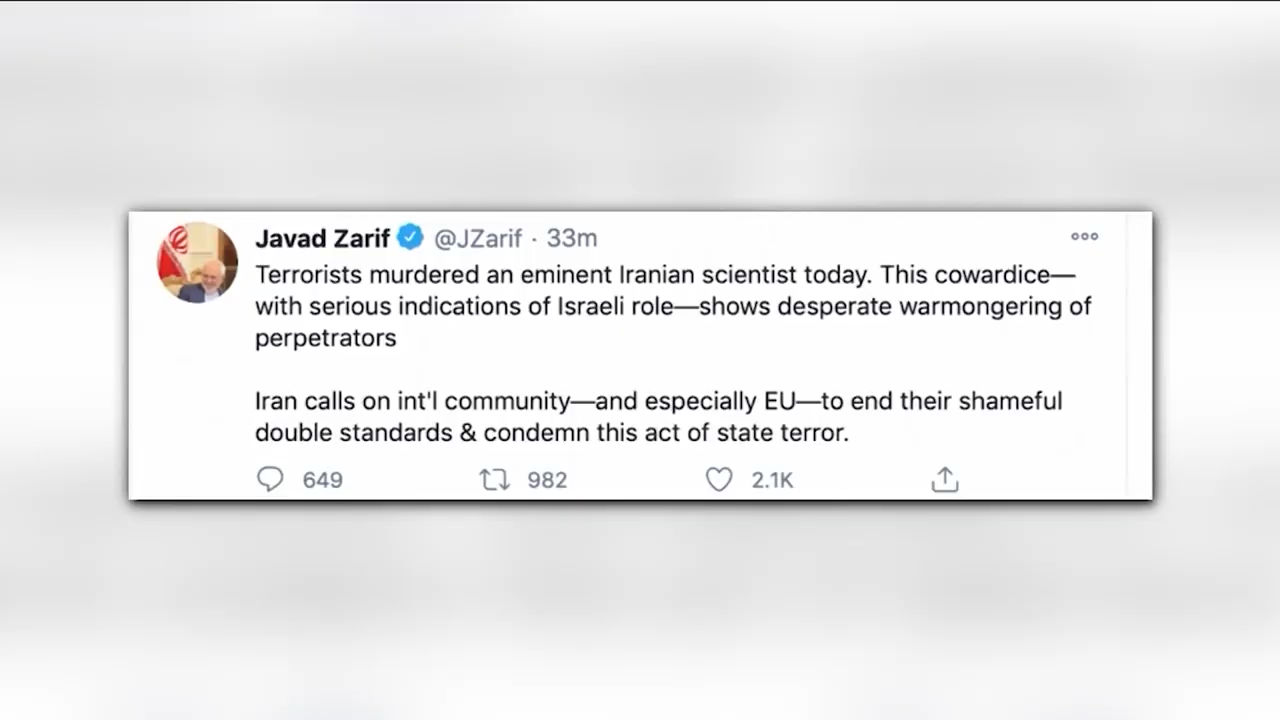 Javad Zarif @JZarif · 33m
Terrorists murdered an eminent Iranian scientist today. This cowardice—
with serious indications of Israeli role—shows desperate warmongering of
perpetrators
Iran calls on int'l community—and especially EU—to end their shameful
double standards & condemn this act of state terror.
649 982 2.1K